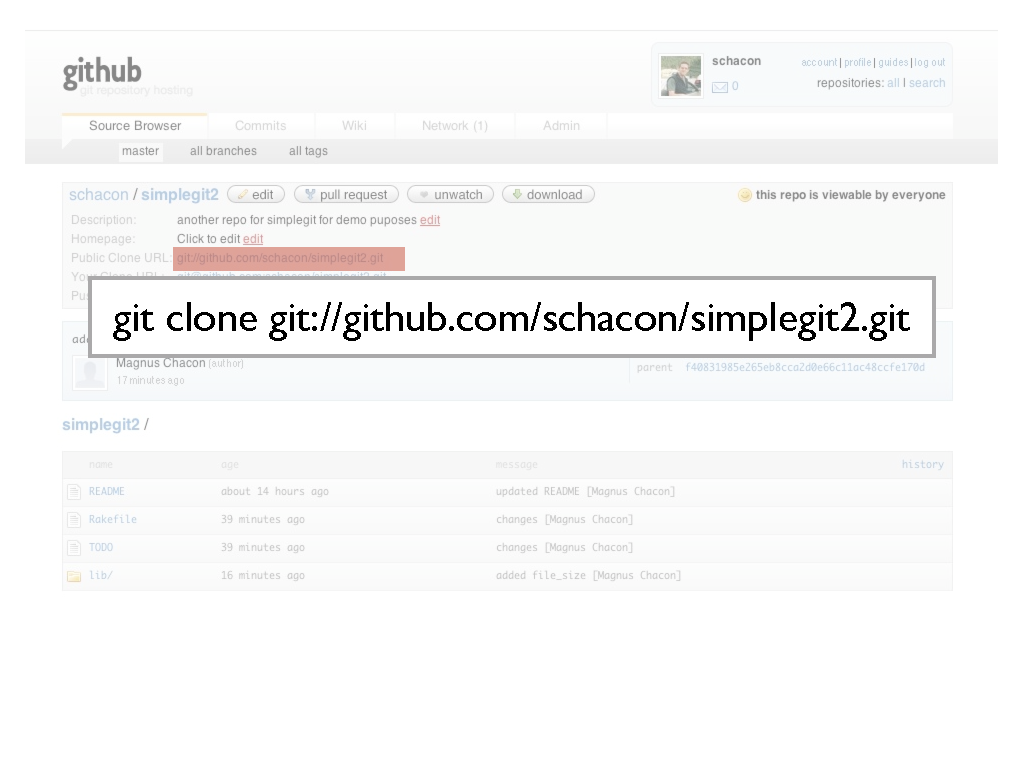 github
git repository hosting
schacon
account | profile | guides | log out
0
repositories: all | search
Source Browser
Commits
Wiki
Network (1)
Admin
master
all branches
all tags
schacon / simplegit2
edit
pull request
unwatch
download
this repo is viewable by everyone
Description: another repo for simplegit for demo puposes edit
Homepage: Click to edit edit
Public Clone URL: git://github.com/schacon/simplegit2.git
Your Clone URL: git@github.com:schacon/simplegit2.git
git clone git://github.com/schacon/simplegit2.git
Magnus Chacon (author)
17 minutes ago
parent f40831985e265eb8cca2d0e66c11ac48ccfe170d
simplegit2 /
name age message history
README about 14 hours ago updated README [Magnus Chacon]
Rakefile 39 minutes ago changes [Magnus Chacon]
TODO 39 minutes ago changes [Magnus Chacon]
lib/ 16 minutes ago added file_size [Magnus Chacon]